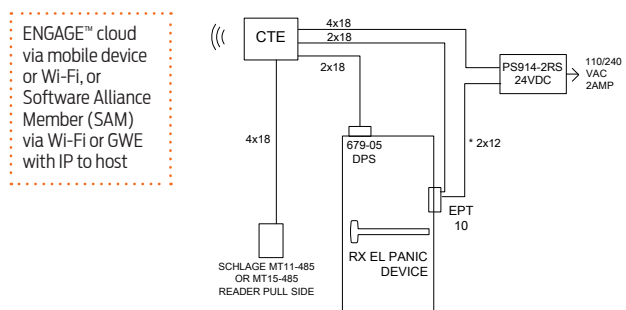 ENGAGE™ cloud
via mobile device
or Wi-Fi, or
Software Alliance
Member (SAM)
via Wi-Fi or GWE
with IP to host
CTE
4x18
2x18
2x18
PS914-2RS
24VDC
110/240
VAC
2AMP
4x18
679-05
DPS
* 2x12
EPT
10
RX EL PANIC
DEVICE
SCHLAGE MT11-485
OR MT15-485
READER PULL SIDE